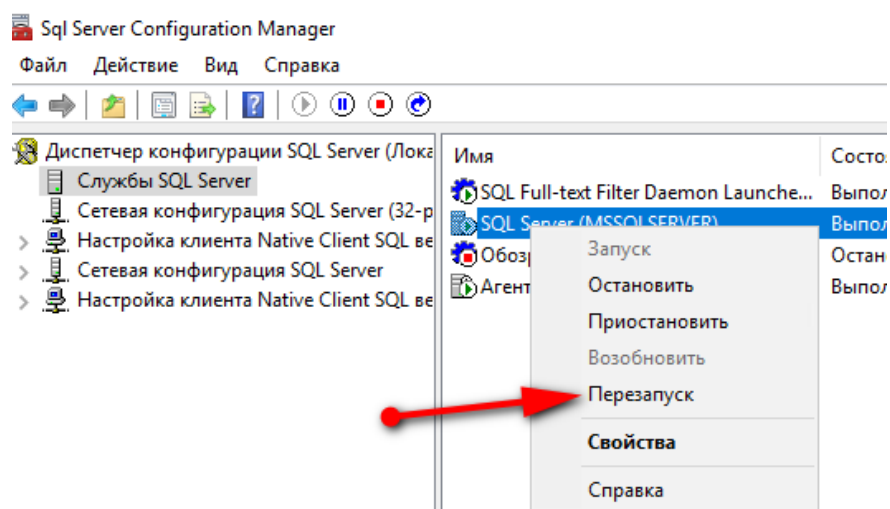 Sql Server Configuration Manager
Файл Действие Вид Справка
Диспетчер конфигурации SQL Server (Лока
Службы SQL Server
Сетевая конфигурация SQL Server (32-р
Настройка клиента Native Client SQL ве
Сетевая конфигурация SQL Server
Настройка клиента Native Client SQL ве
Имя Состо
SQL Full-text Filter Daemon Launche... Выпол
SQL Server (MSSQLSERVER) Выпол
Обоз Остан
Агент Выпол
Запуск
Остановить
Приостановить
Возобновить
Перезапуск
Свойства
Справка